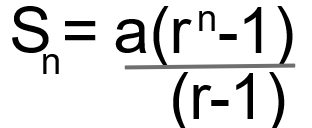 Sₙ = a(rⁿ-1)
(r-1)